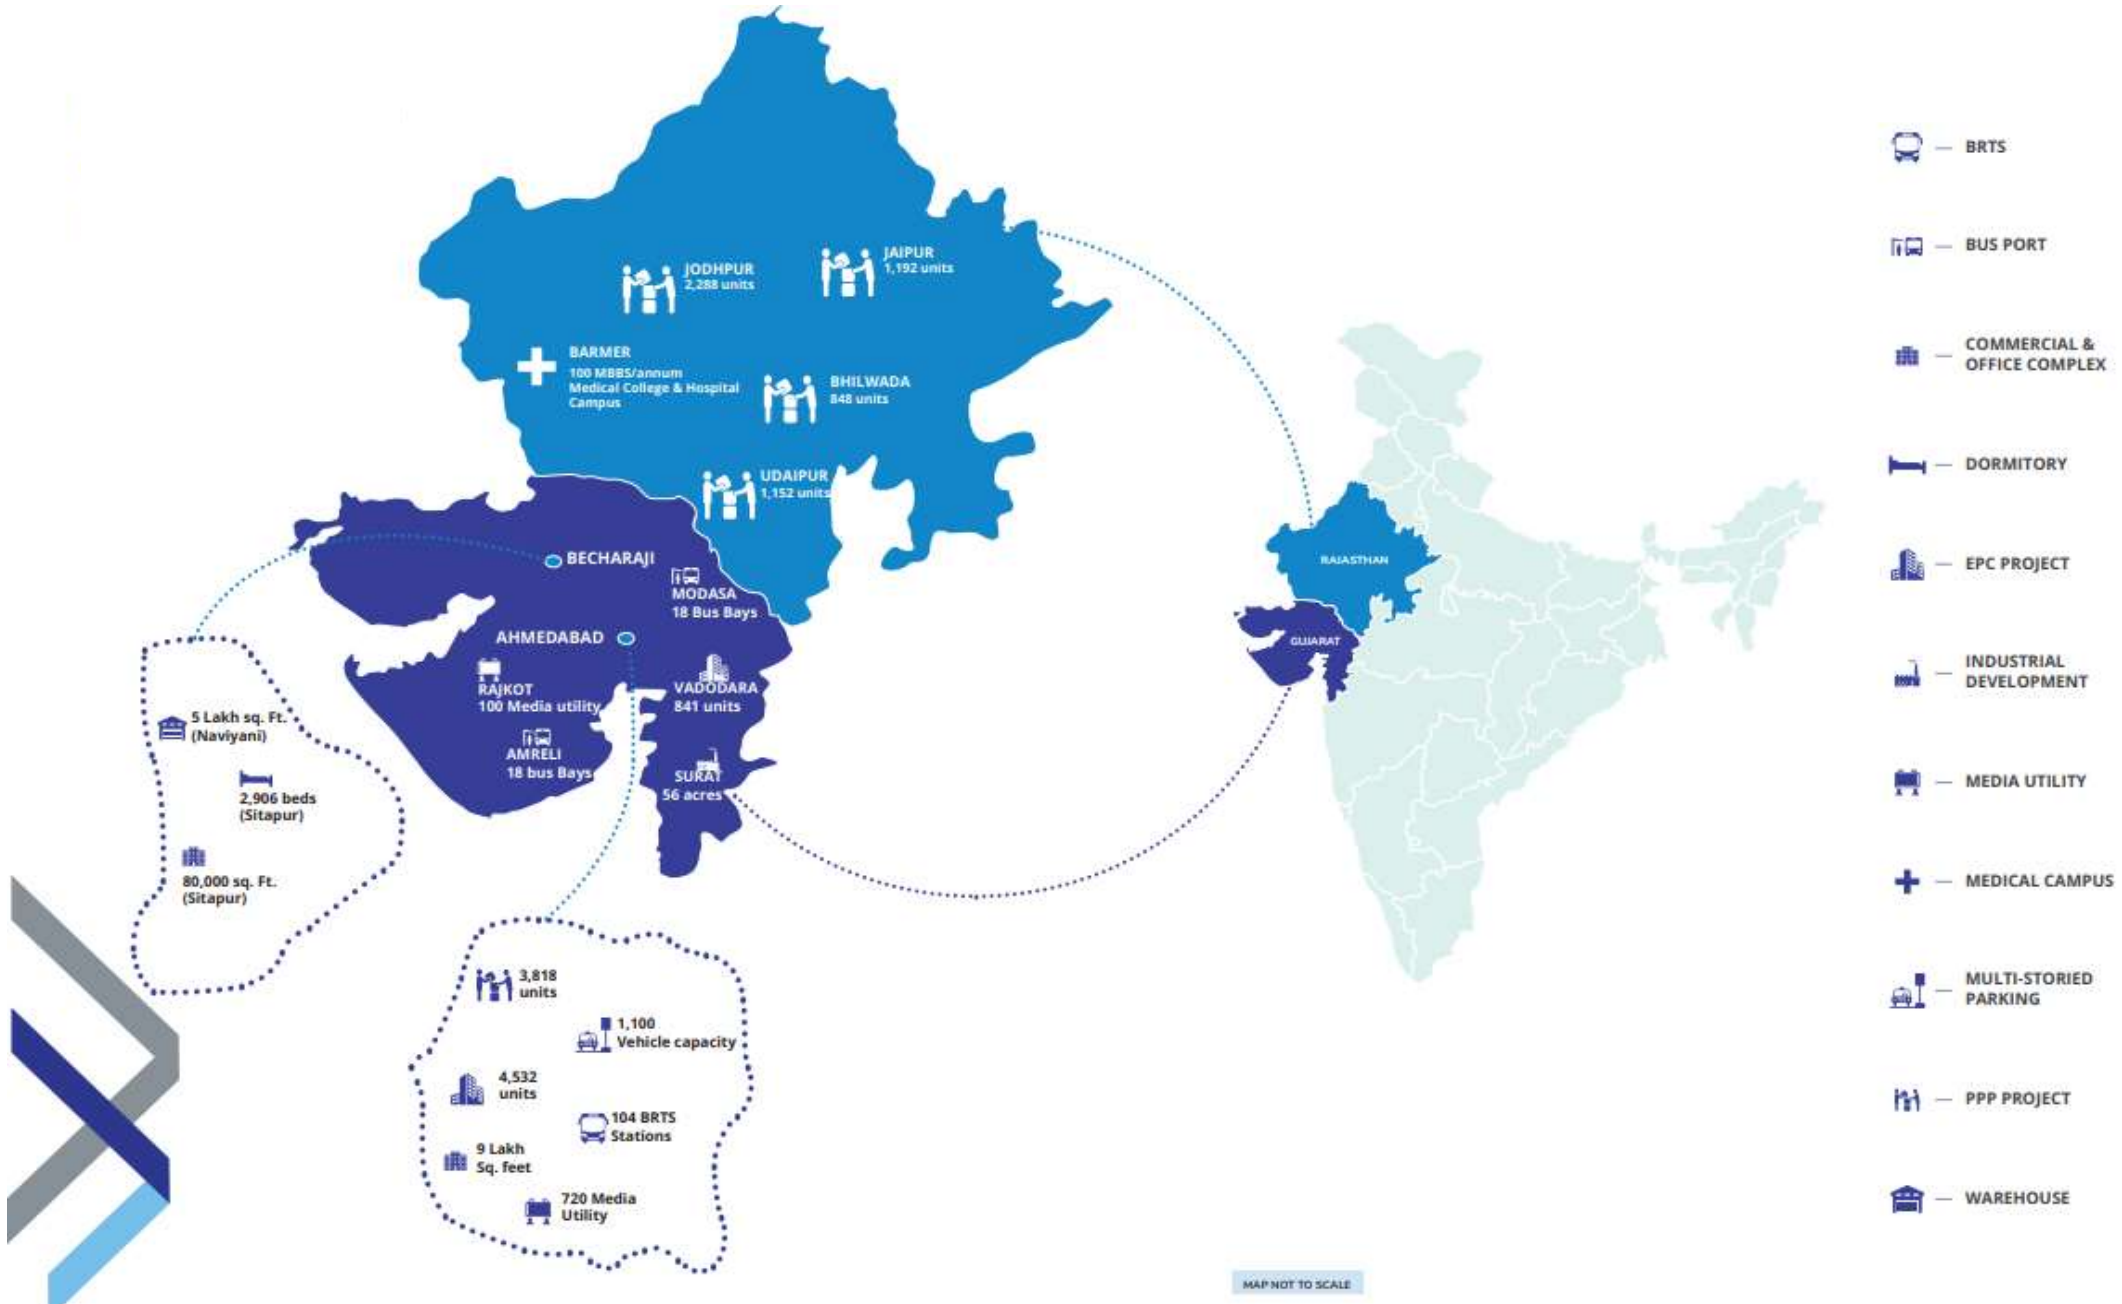 JODHPUR
2,288 units
JAIPUR
1,192 units
BARMER
100 MBBS/annum
Medical College & Hospital
Campus
BHILWADA
848 units
UDAIPUR
1,152 units
BECHARAJI
MODASA
18 Bus Bays
AHMEDABAD
RAJKOT
100 Media utility
VADODARA
841 units
AMRELI
18 bus Bays
SURAT
56 acres
5 Lakh sq. Ft.
(Naviyani)
2,906 beds
(Sitapur)
80,000 sq. Ft.
(Sitapur)
3,818
units
1,100
Vehicle capacity
4,532
units
104 BRTS
Stations
9 Lakh
Sq. feet
720 Media
Utility
RAJASTHAN
GUJARAT
MAP NOT TO SCALE
BRTS
BUS PORT
COMMERCIAL &
OFFICE COMPLEX
DORMITORY
EPC PROJECT
INDUSTRIAL
DEVELOPMENT
MEDIA UTILITY
MEDICAL CAMPUS
MULTI-STORIED
PARKING
PPP PROJECT
WAREHOUSE